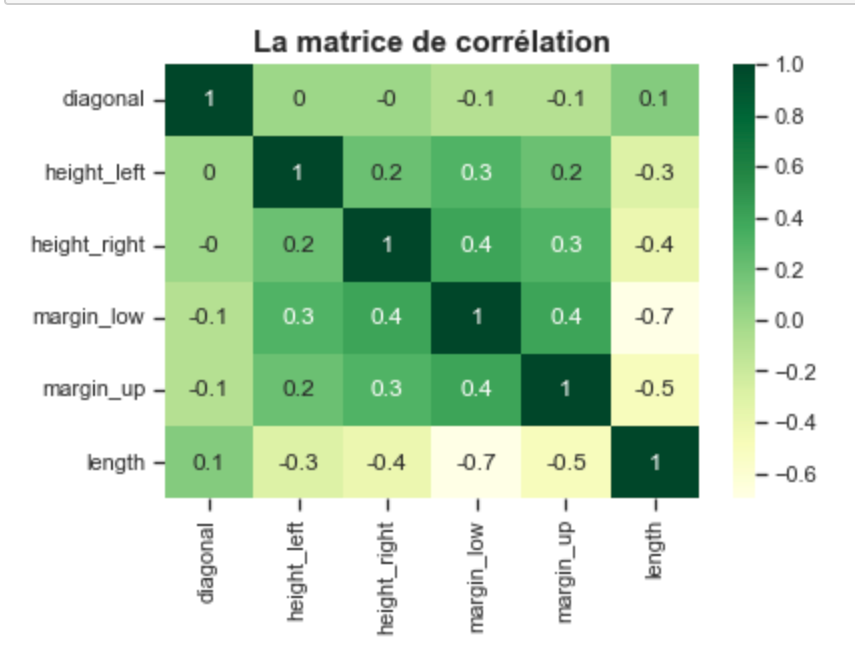 La matrice de corrélation
diagonal 1 0 -0 -0.1 -0.1 0.1
height_left 0 1 0.2 0.3 0.2 -0.3
height_right -0 0.2 1 0.4 0.3 -0.4
margin_low -0.1 0.3 0.4 1 0.4 -0.7
margin_up -0.1 0.2 0.3 0.4 1 -0.5
length 0.1 -0.3 -0.4 -0.7 -0.5 1
diagonal height_left height_right margin_low margin_up length
1.0
0.8
0.6
0.4
0.2
0.0
−0.2
−0.4
−0.6